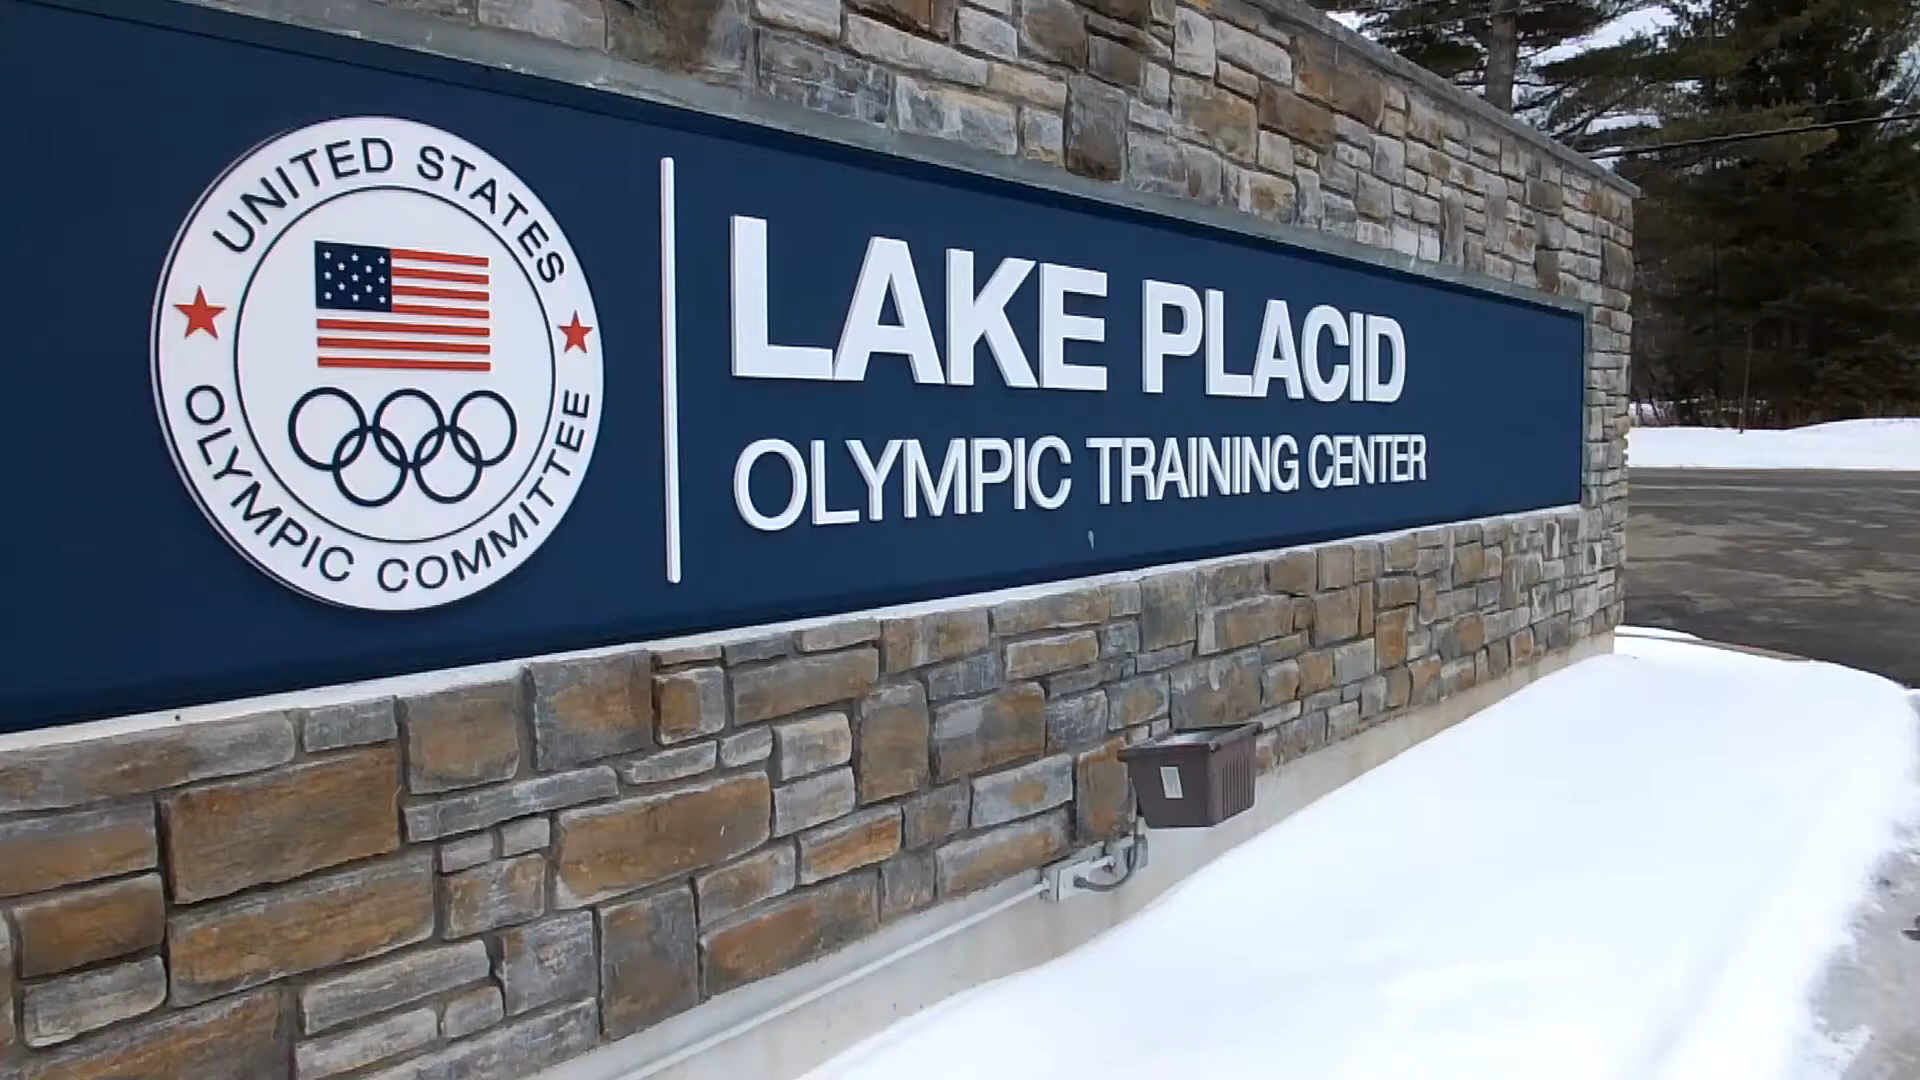 UNITED STATES
OLYMPIC COMMITTEE
LAKE PLACID
OLYMPIC TRAINING CENTER